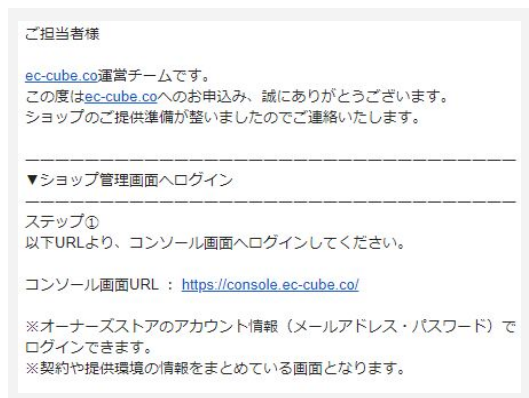 ご担当者様
ec-cube.co運営チームです。
この度はec-cube.coへのお申込み、誠にありがとうございます。
ショップのご提供準備が整いましたのでご連絡いたします。
―――――――――――――――――――――――――――――――――
▼ショップ管理画面へログイン
―――――――――――――――――――――――――――――――――
ステップ①
以下URLより、コンソール画面へログインしてください。
コンソール画面URL : https://console.ec-cube.co/
※オーナーズストアのアカウント情報（メールアドレス・パスワード）で
ログインできます。
※契約や提供環境の情報をまとめている画面となります。